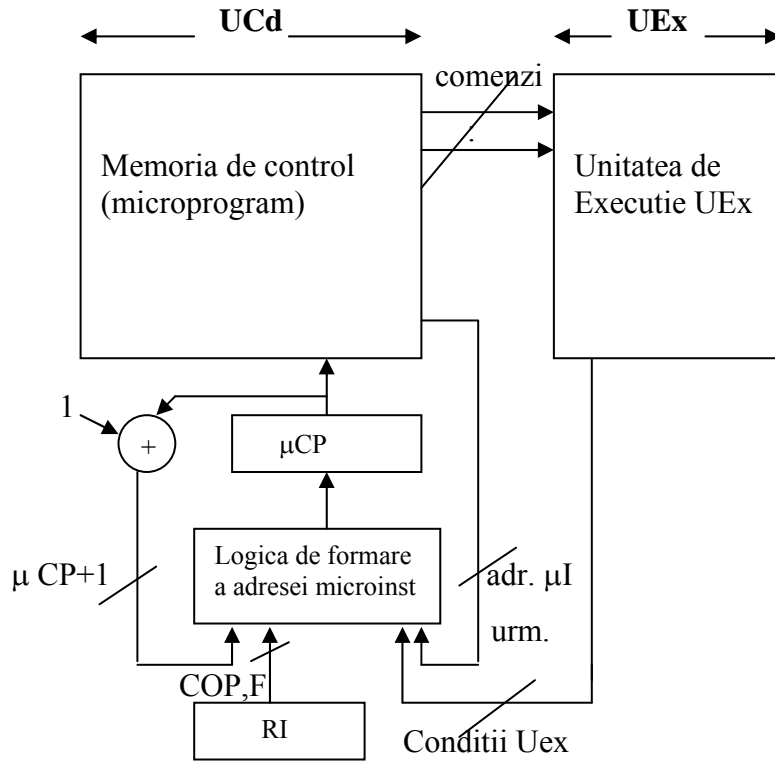 UCd
UEx
comenzi
:
Memoria de control
(microprogram)
Unitatea de
Executie UEx
1
+
μCP
Logica de formare
a adresei microinst
μ CP+1
adr. μI
urm.
COP,F
RI
Conditii Uex